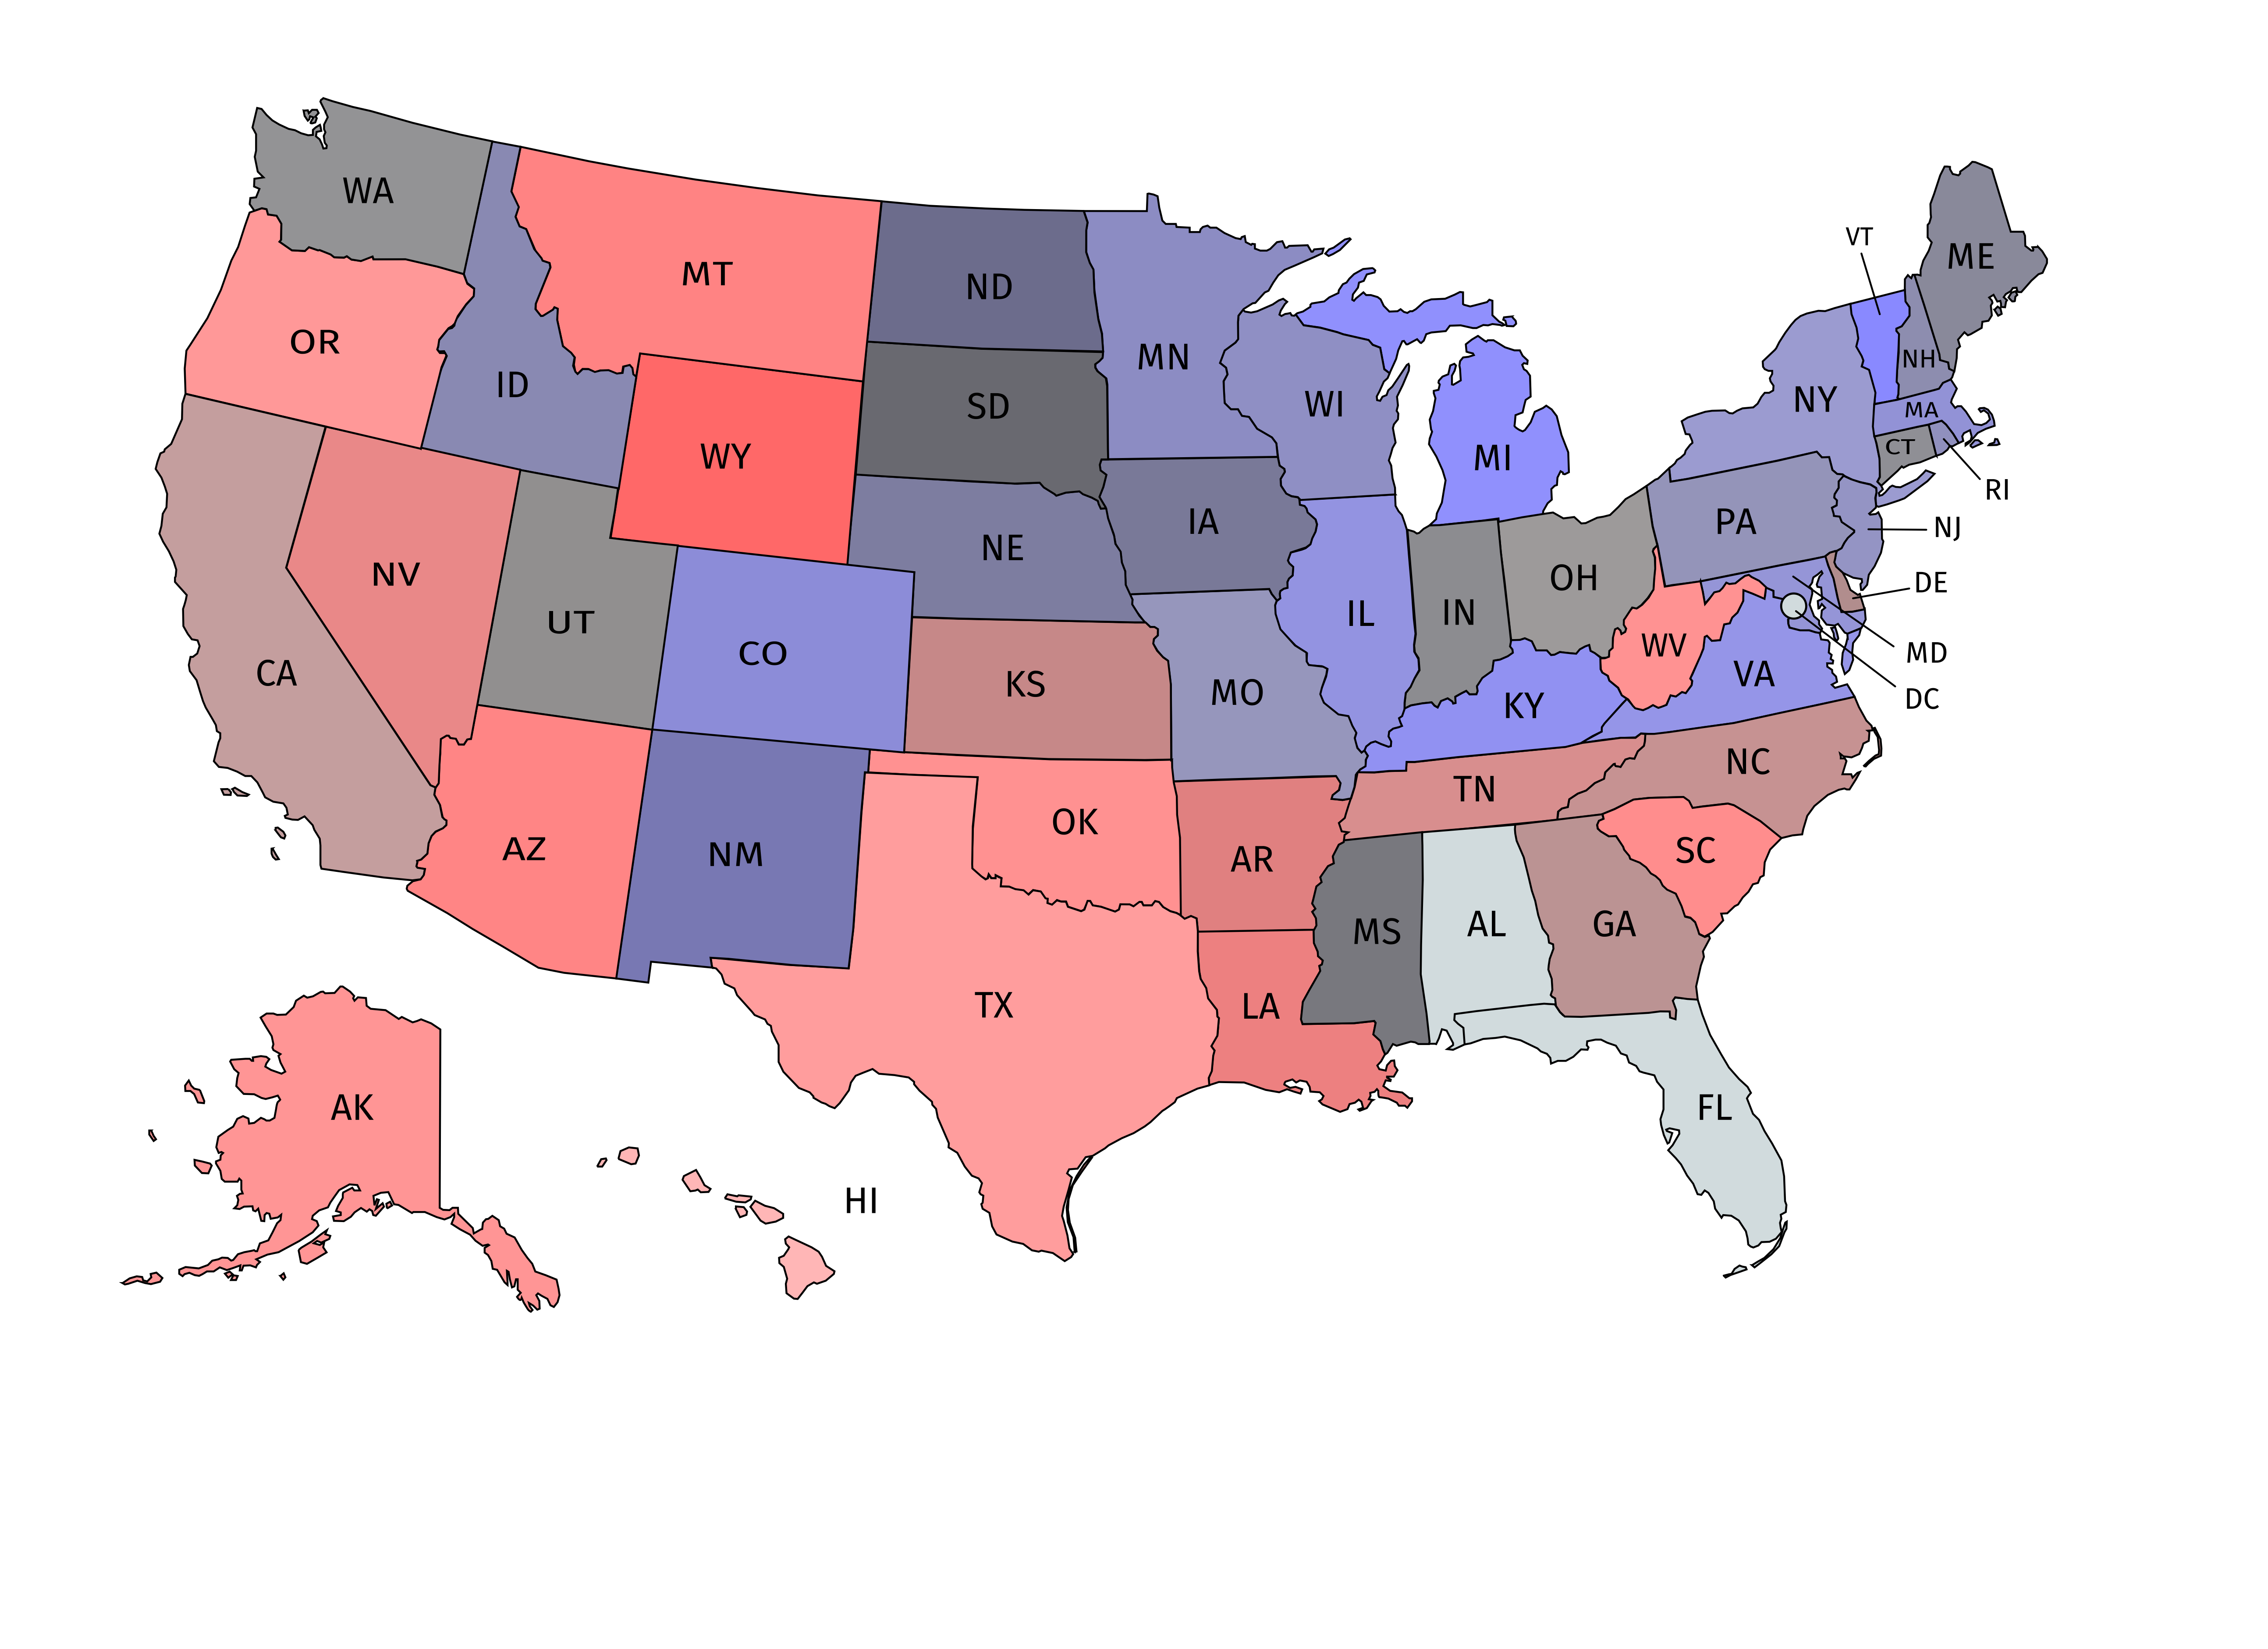 WA
MT
ND
ME
VT
OR
ID
MN
SD
WI
NH
NY
MA
WY
MI
CT
RI
IA
PA
NJ
NE
NV
OH
DE
UT
IL
IN
CO
WV
MD
CA
KS
MO
KY
VA
DC
NC
TN
OK
AZ
NM
AR
SC
MS
AL
GA
TX
LA
AK
FL
HI